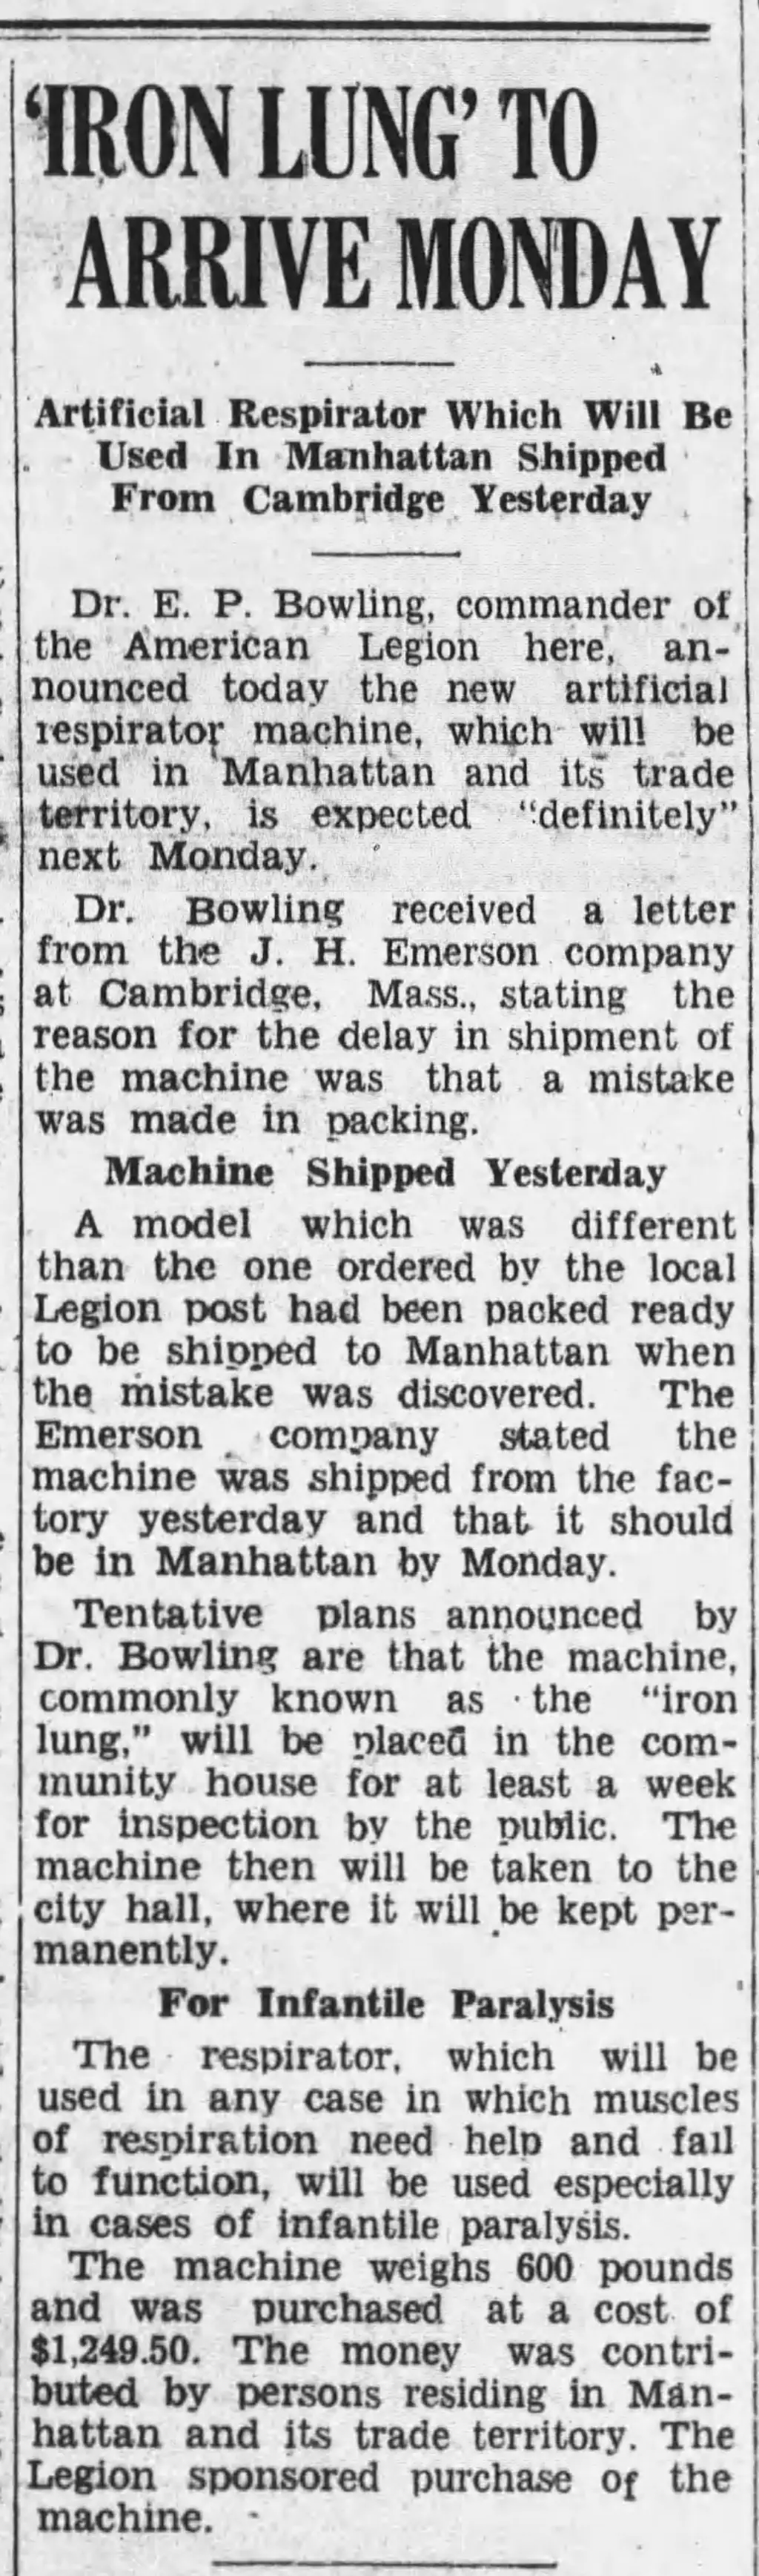 ‘IRON LUNG’ TO
ARRIVE MONDAY
Artificial Respirator Which Will Be
Used In Manhattan Shipped
From Cambridge Yesterday
Dr. E. P. Bowling, commander of
the American Legion here, an-
nounced today the new artificial
respirator machine, which will be
used in Manhattan and its trade
territory, is expected “definitely”
next Monday.
Dr. Bowling received a letter
from the J. H. Emerson company
at Cambridge, Mass., stating the
reason for the delay in shipment of
the machine was that a mistake
was made in packing.
Machine Shipped Yesterday
A model which was different
than the one ordered by the local
Legion post had been packed ready
to be shipped to Manhattan when
the mistake was discovered. The
Emerson company stated the
machine was shipped from the fac-
tory yesterday and that it should
be in Manhattan by Monday.
Tentative plans announced by
Dr. Bowling are that the machine,
commonly known as the “iron
lung,” will be placed in the com-
munity house for at least a week
for inspection by the public. The
machine then will be taken to the
city hall, where it will be kept per-
manently.
For Infantile Paralysis
The respirator, which will be
used in any case in which muscles
of respiration need help and fail
to function, will be used especially
in cases of infantile paralysis.
The machine weighs 600 pounds
and was purchased at a cost of
$1,249.50. The money was contri-
buted by persons residing in Man-
hattan and its trade territory. The
Legion sponsored purchase of the
machine.